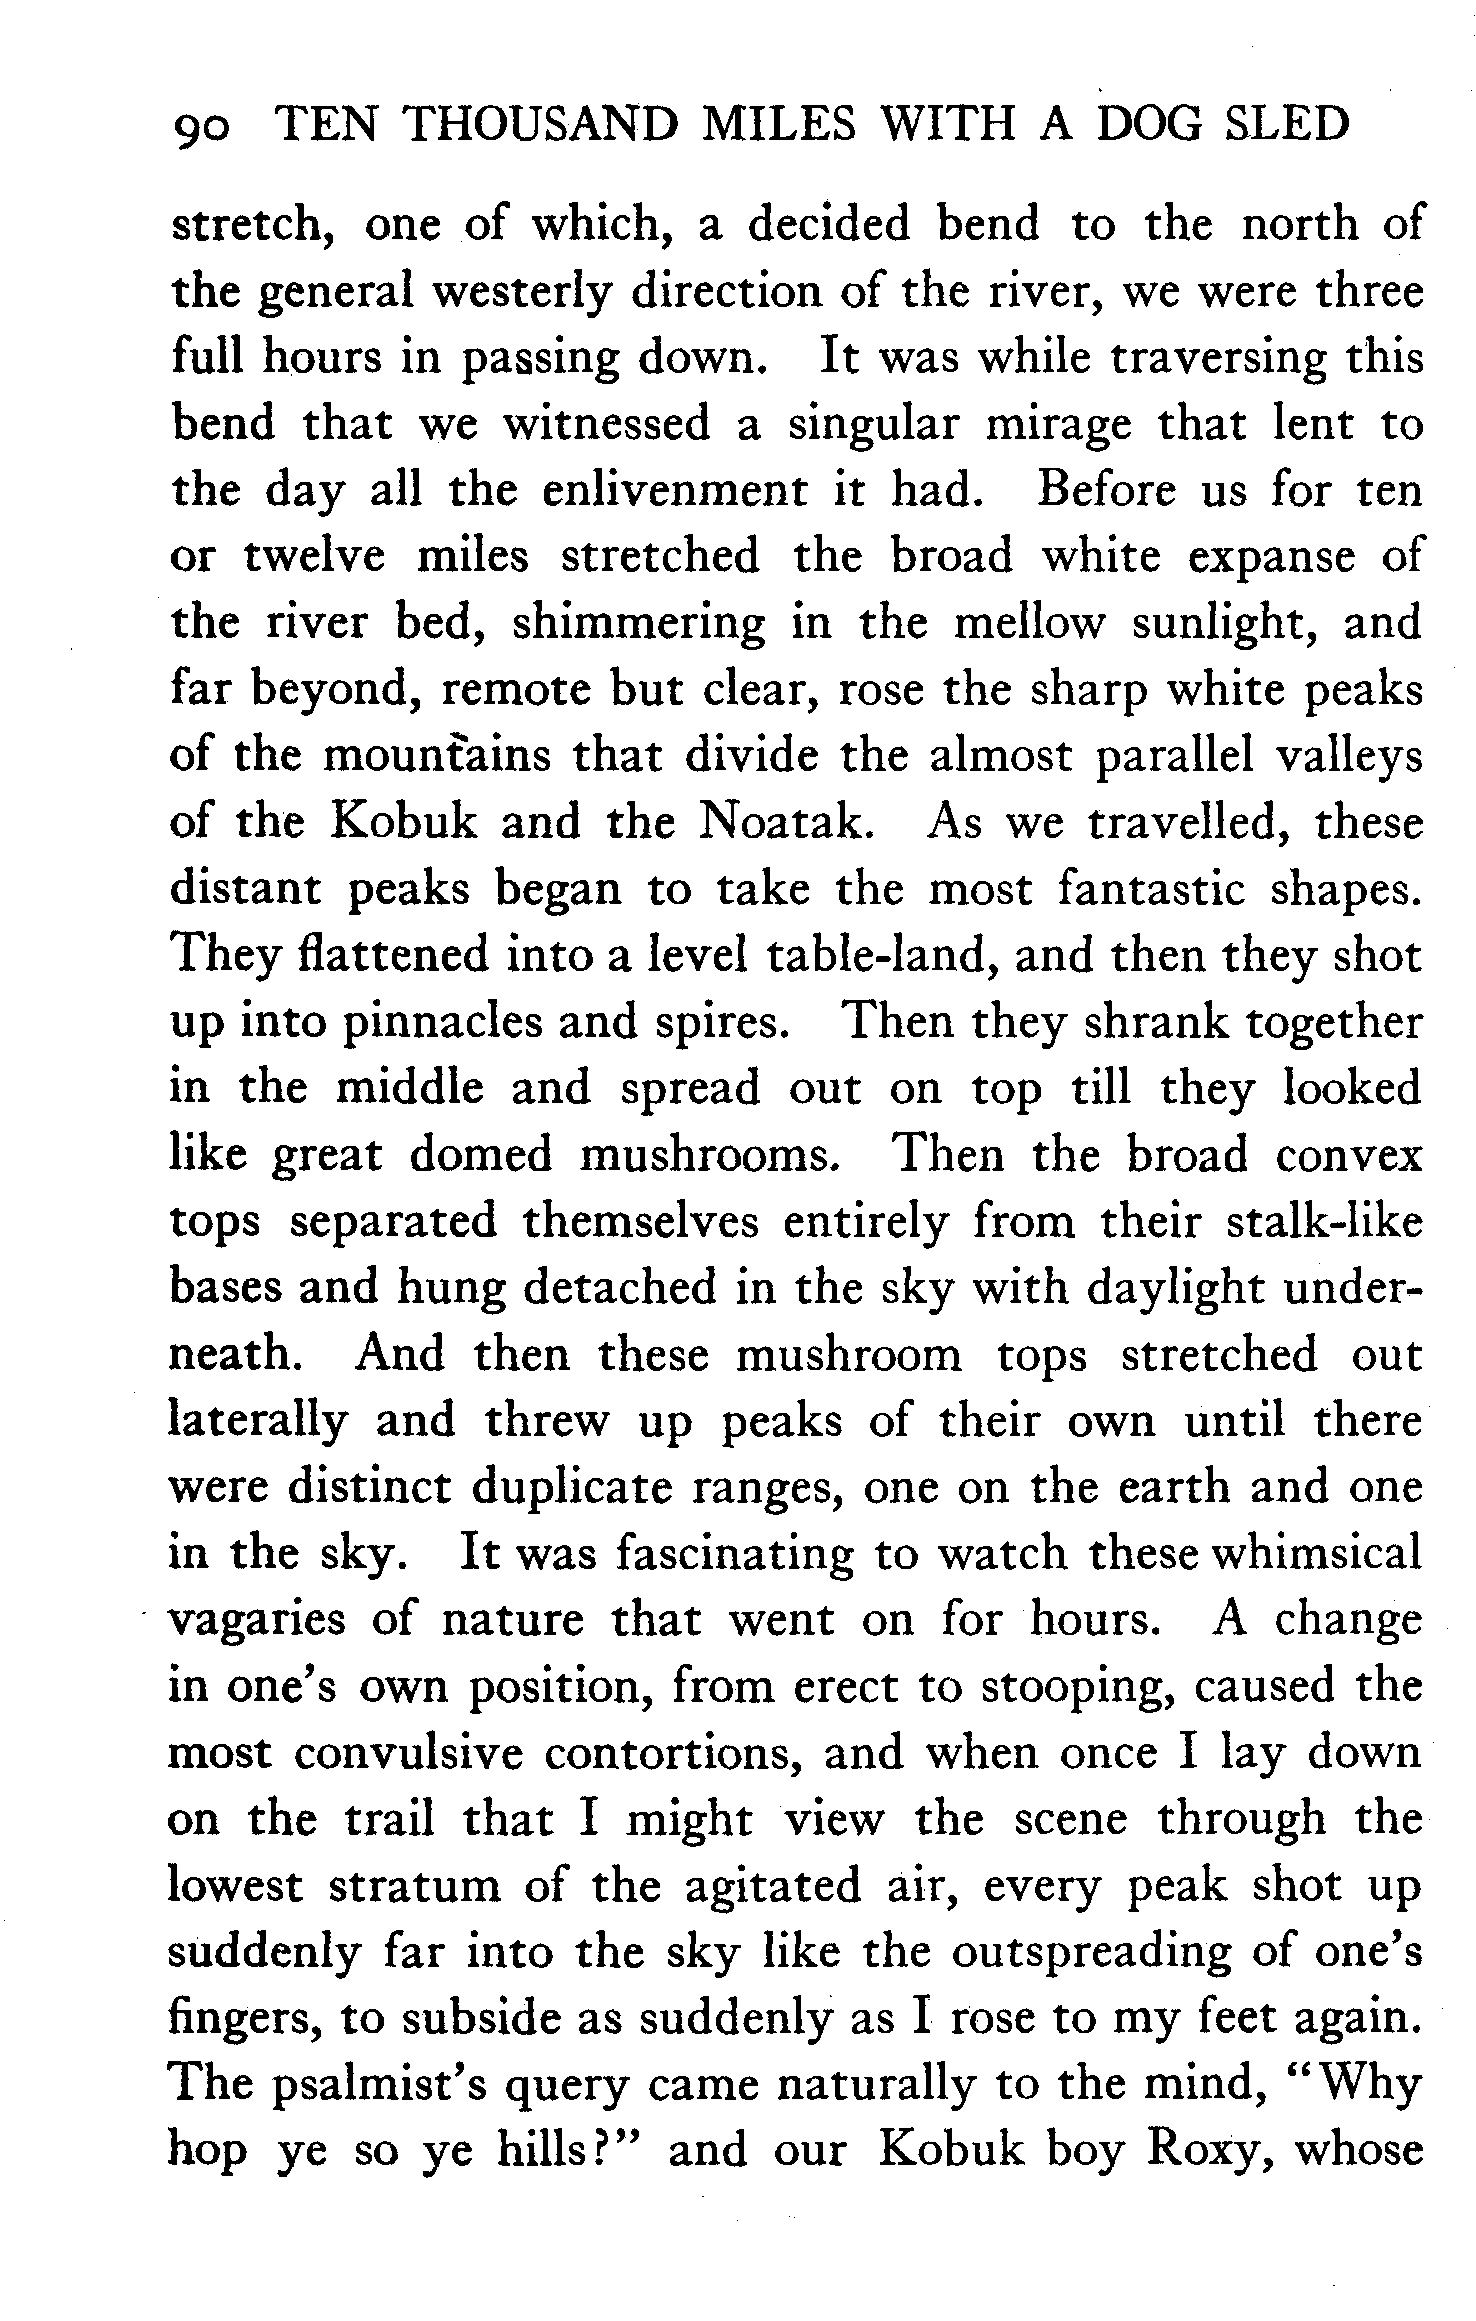 90 TEN THOUSAND MILES WITH A DOG SLED
stretch, one of which, a decided bend to the north of
the general westerly direction of the river, we were three
full hours in passing down. It was while traversing this
bend that we witnessed a singular mirage that lent to
the day all the enlivenment it had. Before us for ten
or twelve miles stretched the broad white expanse of
the river bed, shimmering in the mellow sunlight, and
far beyond, remote but clear, rose the sharp white peaks
of the mountains that divide the almost parallel valleys
of the Kobuk and the Noatak. As we travelled, these
distant peaks began to take the most fantastic shapes.
They flattened into a level table-land, and then they shot
up into pinnacles and spires. Then they shrank together
in the middle and spread out on top till they looked
like great domed mushrooms. Then the broad convex
tops separated themselves entirely from their stalk-like
bases and hung detached in the sky with daylight under-
neath. And then these mushroom tops stretched out
laterally and threw up peaks of their own until there
were distinct duplicate ranges, one on the earth and one
in the sky. It was fascinating to watch these whimsical
vagaries of nature that went on for hours. A change
in one's own position, from erect to stooping, caused the
most convulsive contortions, and when once I lay down
on the trail that I might view the scene through the
lowest stratum of the agitated air, every peak shot up
suddenly far into the sky like the outspreading of one's
fingers, to subside as suddenly as I rose to my feet again.
The psalmist's query came naturally to the mind, "Why
hop ye so ye hills?" and our Kobuk boy Roxy, whose